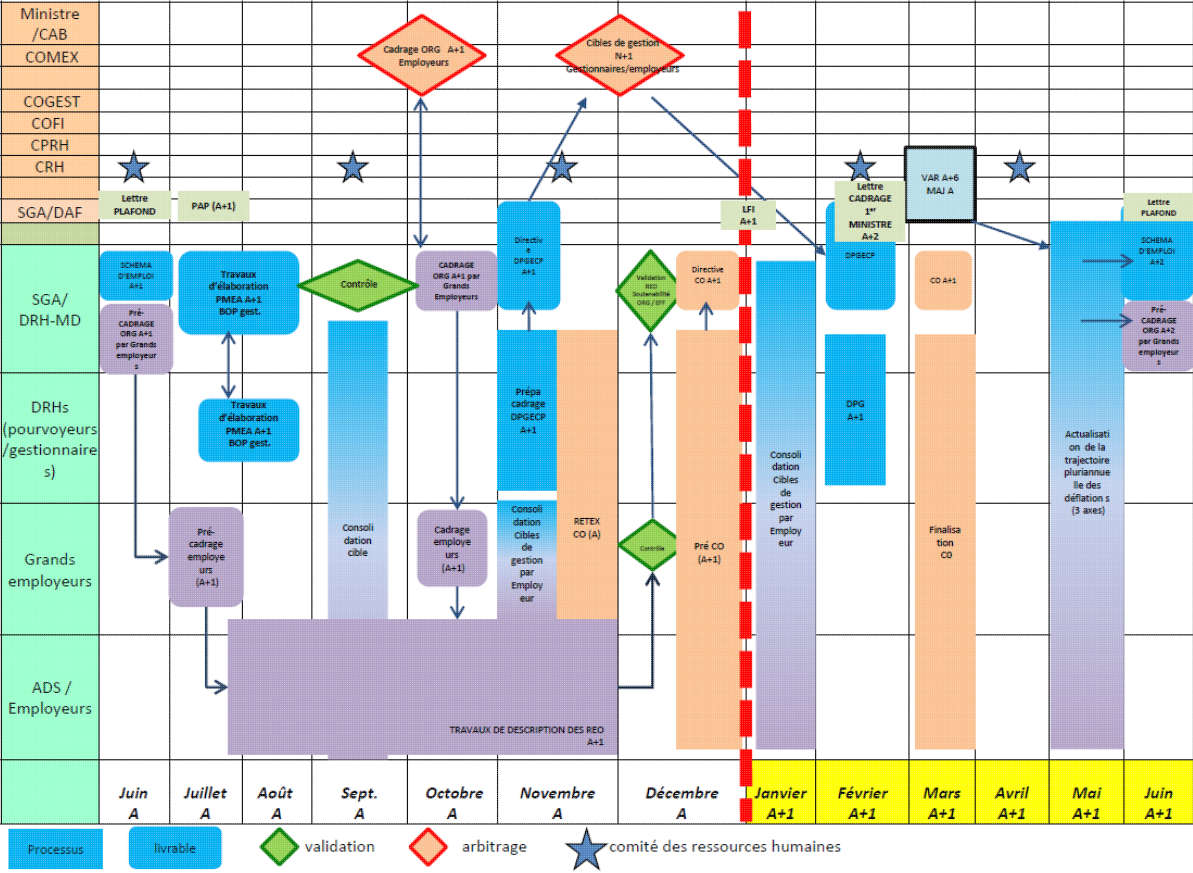 Ministre
/CAB
COMEX
COGEST
COFI
CPRH
CRH
SGA/DAF
SGA/
DRH-MD
DRHs
(pourvoyeurs
/gestionnaire
s)
Grands
employeurs
ADS /
Employeurs
Cadrage ORG A+1
Employeurs
Cibles de gestion
N+1
Gestionnaires/employeurs
Lettre
PLAFOND
PAP (A+1)
LFI
A+1
Lettre
CADRAGE
1er
MINISTRE
A+2
VAR A+6
MAJ A
Lettre
PLAFOND
SCHEMA
D'EMPLOI
A+1
Pré-
CADRAGE
ORG A+1
par Grands
employeur
s
Travaux
d'élaboration
PMEA A+1
BOP gest.
Travaux
d'élaboration
PMEA A+1
BOP gest.
Contrôle
CADRAGE
ORG A+1 par
Grands
Employeurs
Directiv
e
DPGECP
A+1
Validation
REO
Soutenabilité
ORG / EFF
Directive
CO A+1
DPGECP
CO A+1
SCHEMA
D'EMPLOI
A+2
Pré-
CADRAGE
ORG A+2
par Grands
employeur
s
Prépa
cadrage
DPGECP
A+1
DPG
A+1
Consoli
dation
Cibles
de
gestion
par
Employ
eur
Actualisati
on de la
trajectoire
pluriannue
lle des
déflation s
(3 axes)
Pré-
cadrage
employe
urs
(A+1)
Consoli
dation
cible
Cadrage
employe
urs
(A+1)
Consoli
dation
Cibles
de
gestion
par
Employ
eur
RETEX
CO (A)
Contrôle
Pré CO
(A+1)
Finalisa
tion
CO
TRAVAUX DE DESCRIPTION DES REO
A+1
Juin
A
Juillet
A
Août
A
Sept.
A
Octobre
A
Novembre
A
Décembre
A
Janvier
A+1
Février
A+1
Mars
A+1
Avril
A+1
Mai
A+1
Juin
A+1
Processus
livrable
validation
arbitrage
comité des ressources humaines